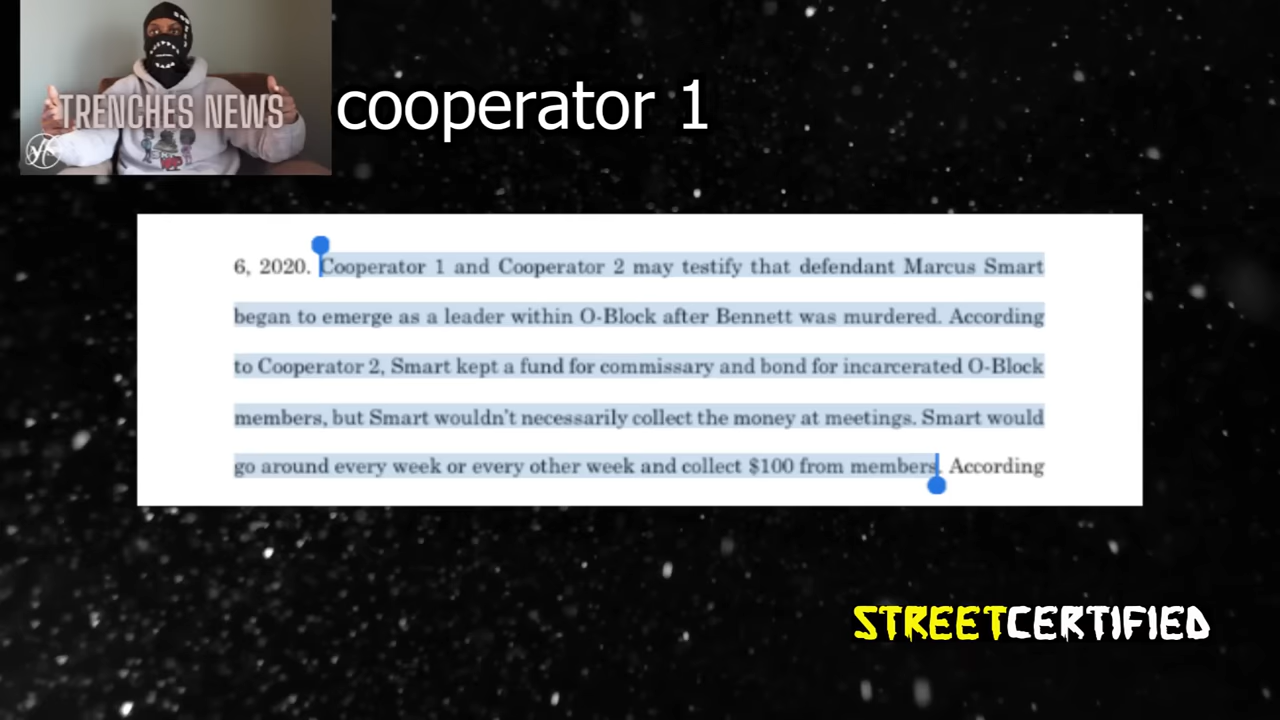 TRENCHES NEWS
cooperator 1
6, 2020. Cooperator 1 and Cooperator 2 may testify that defendant Marcus Smart
began to emerge as a leader within O-Block after Bennett was murdered. According
to Cooperator 2, Smart kept a fund for commissary and bond for incarcerated O-Block
members, but Smart wouldn't necessarily collect the money at meetings. Smart would
go around every week or every other week and collect $100 from members. According
STREETCERTIFIED